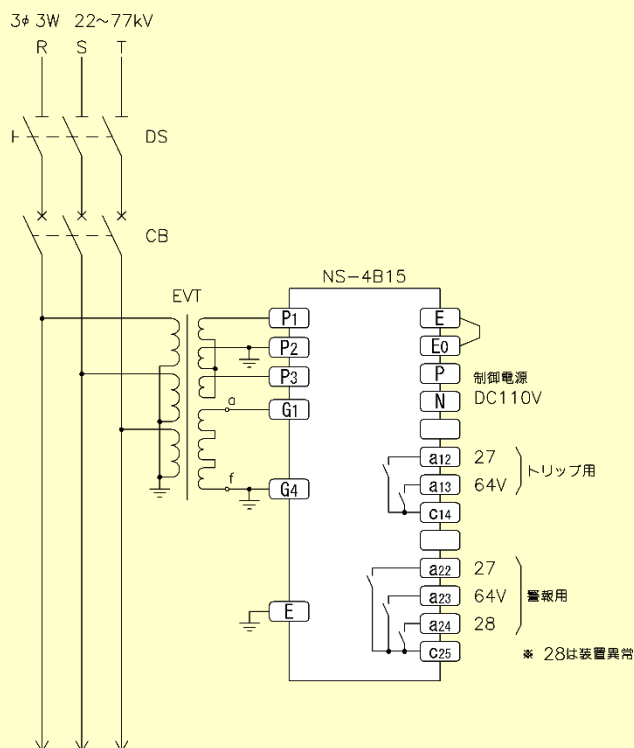 3φ 3W 22~77kV
R S T
DS
CB
NS-4B15
EVT
P1
P2
P3
a
G1
f
G4
E
E
E0
P
制御電源
N
DC110V
a12 27
トリップ用
a13 64V
c14
a22 27
a23 64V
警報用
a24 28
c25
※ 28は装置異常